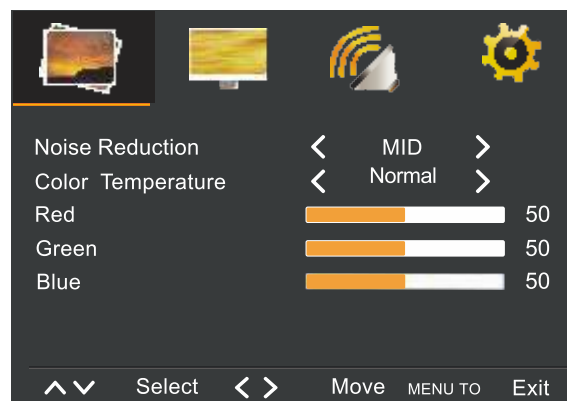 Noise Reduction MID
Color Temperature Normal
Red 50
Green 50
Blue 50
Select Move MENU TO Exit